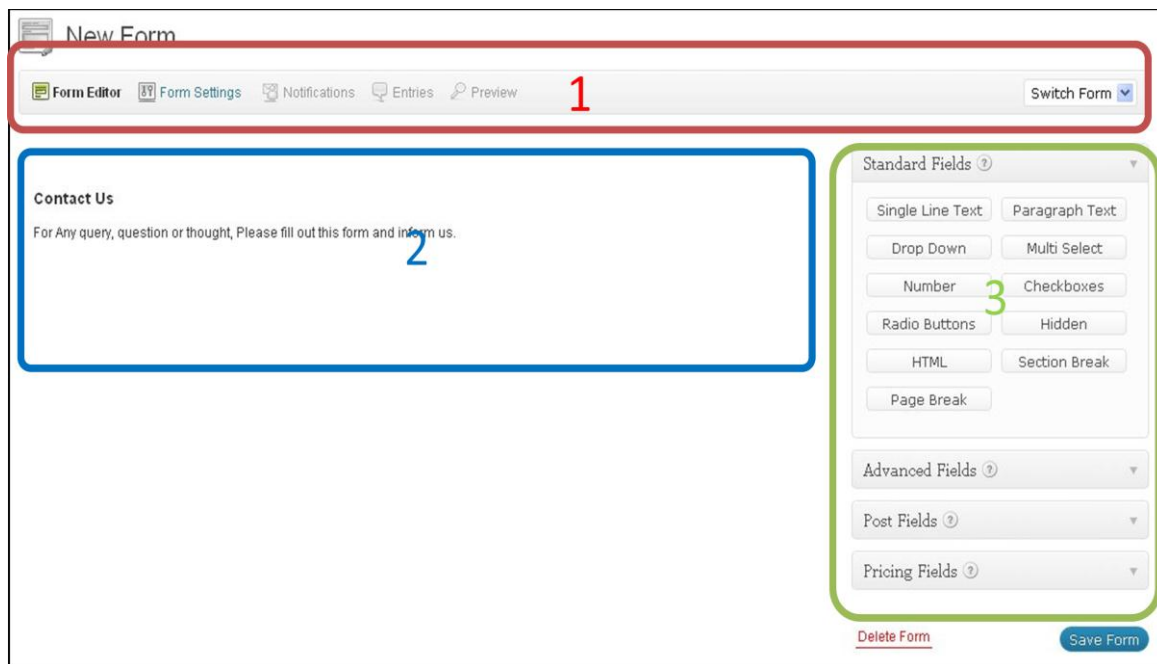 New Form
Form Editor Form Settings Notifications Entries Preview 1 Switch Form
Contact Us
For Any query, question or thought, Please fill out this form and inform us.
2
Standard Fields ?
Single Line Text Paragraph Text
Drop Down Multi Select
Number Checkboxes
3
Radio Buttons Hidden
HTML Section Break
Page Break
Advanced Fields ?
Post Fields ?
Pricing Fields ?
Delete Form Save Form